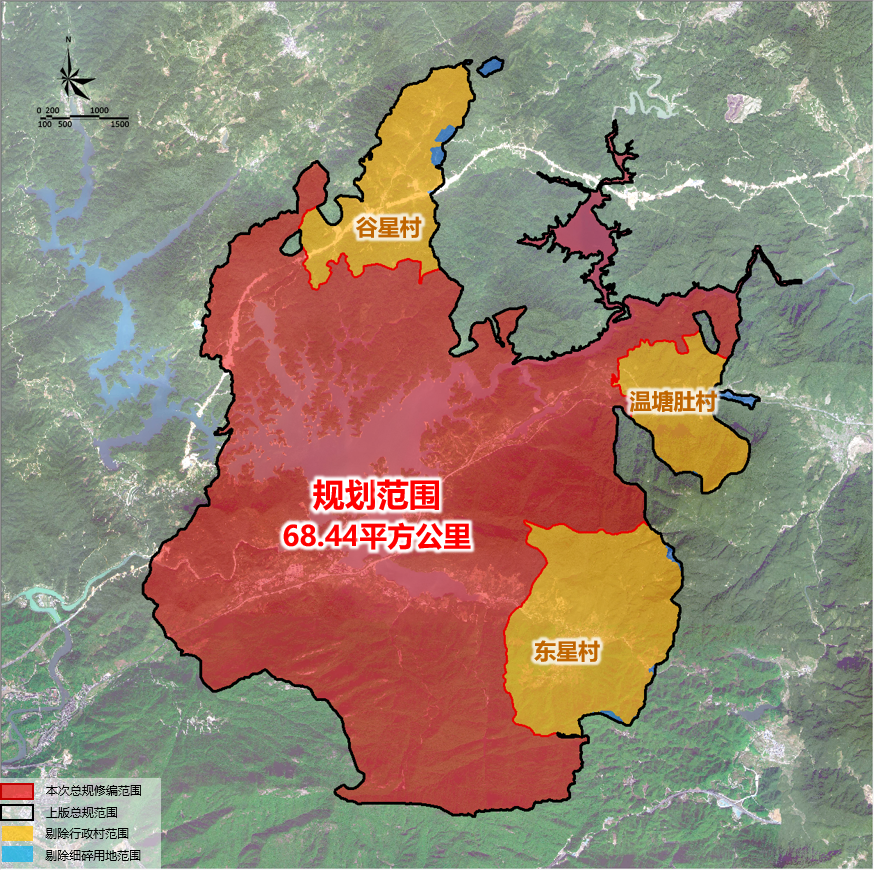 N
0 200 1000
100 500 1500
谷星村
温塘肚村
规划范围
68.44平方公里
东星村
本次总规修编范围
上版总规范围
剔除行政村范围
剔除细碎用地范围